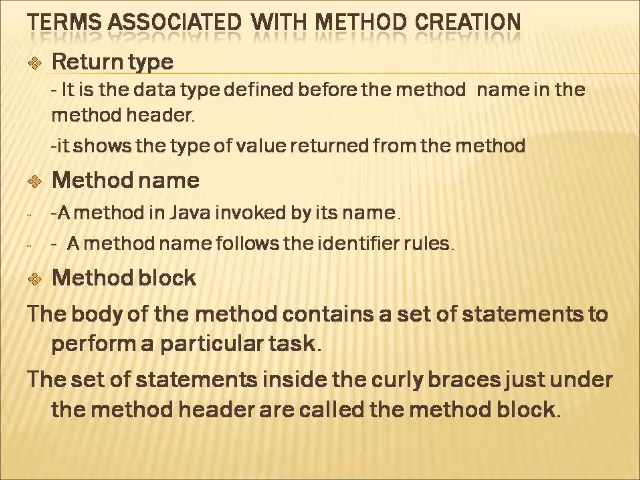 TERMS ASSOCIATED WITH METHOD CREATION
❖ Return type
- It is the data type defined before the method name in the
method header.
-it shows the type of value returned from the method
❖ Method name
- -A method in Java invoked by its name.
- - A method name follows the identifier rules.
❖ Method block
The body of the method contains a set of statements to
perform a particular task.
The set of statements inside the curly braces just under
the method header are called the method block.